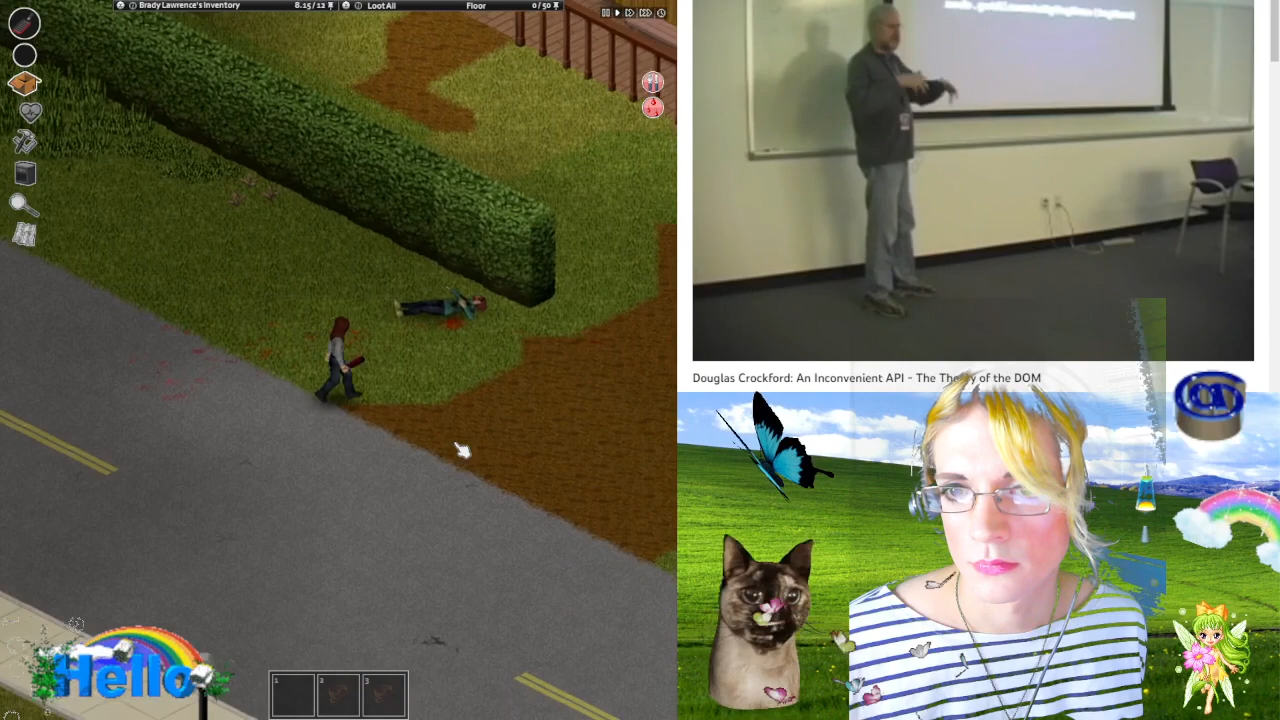 Brady Lawrence's Inventory 8.15 / 12 Loot All Floor 0 / 50
Douglas Crockford: An Inconvenient API - The Theory of the DOM
Hello
1 2 3